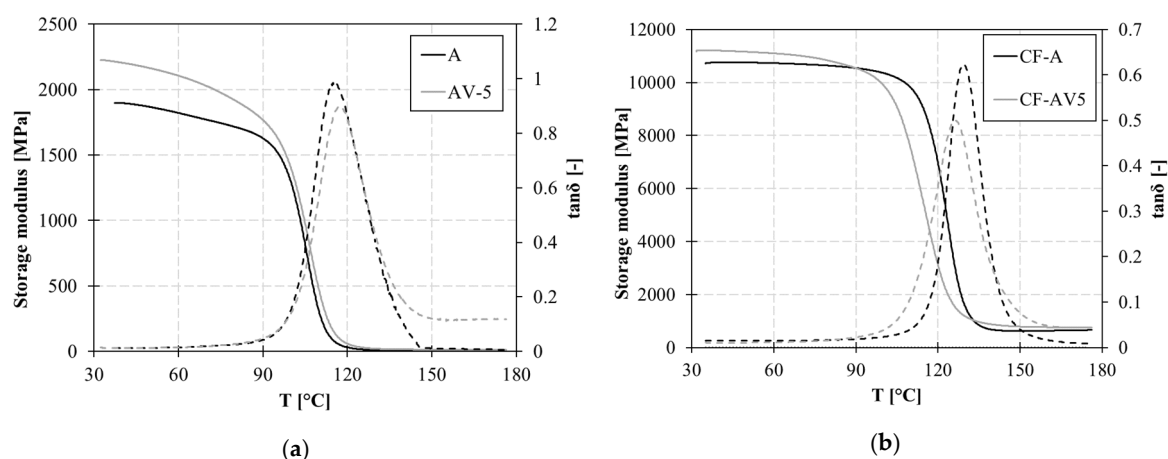 2500
2000
1500
1000
500
0
Storage modulus [MPa]
1.2
1
0.8
0.6
0.4
0.2
0
tanδ [-]
A
AV-5
30 60 90 120 150 180
T [°C]
(a)
12000
10000
8000
6000
4000
2000
0
Storage modulus [MPa]
0.7
0.6
0.5
0.4
0.3
0.2
0.1
0
tanδ [-]
CF-A
CF-AV5
30 60 90 120 150 180
T [°C]
(b)